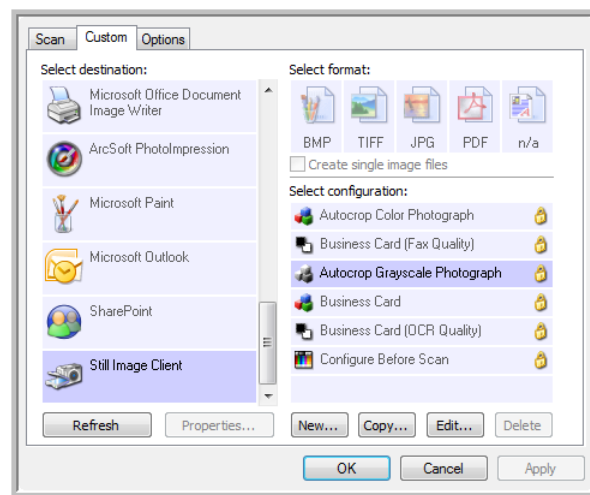 Scan
Custom
Options
Select destination:
Microsoft Office Document
Image Writer
ArcSoft PhotoImpression
Microsoft Paint
Microsoft Outlook
SharePoint
Still Image Client
Refresh
Properties...
Select format:
BMP
TIFF
JPG
PDF
n/a
Create single image files
Select configuration:
Autocrop Color Photograph
Business Card (Fax Quality)
Autocrop Grayscale Photograph
Business Card
Business Card (OCR Quality)
Configure Before Scan
New...
Copy...
Edit...
Delete
OK
Cancel
Apply